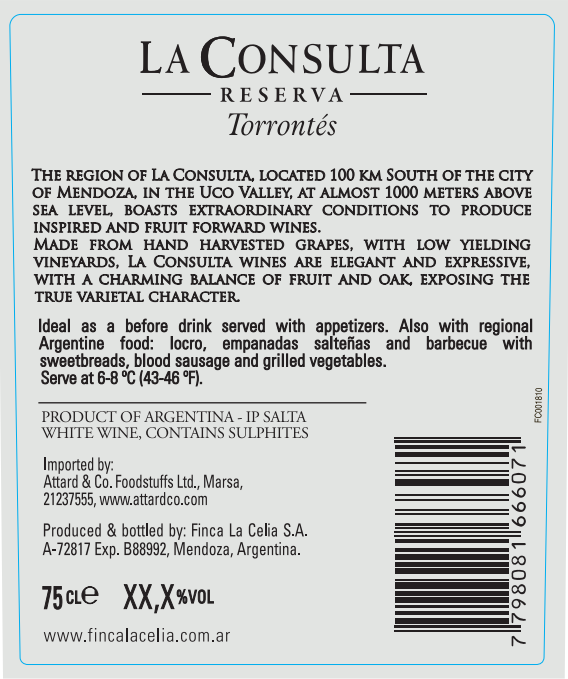 LA CONSULTA
RESERVA
Torrontés
THE REGION OF LA CONSULTA, LOCATED 100 KM SOUTH OF THE CITY
OF MENDOZA, IN THE UCO VALLEY, AT ALMOST 1000 METERS ABOVE
SEA LEVEL, BOASTS EXTRAORDINARY CONDITIONS TO PRODUCE
INSPIRED AND FRUIT FORWARD WINES.
MADE FROM HAND HARVESTED GRAPES, WITH LOW YIELDING
VINEYARDS, LA CONSULTA WINES ARE ELEGANT AND EXPRESSIVE,
WITH A CHARMING BALANCE OF FRUIT AND OAK, EXPOSING THE
TRUE VARIETAL CHARACTER.
Ideal as a before drink served with appetizers. Also with regional
Argentine food: locro, empanadas salteñas and barbecue with
sweetbreads, blood sausage and grilled vegetables.
Serve at 6-8 ºC (43-46 ºF).
PRODUCT OF ARGENTINA - IP SALTA
WHITE WINE, CONTAINS SULPHITES
Imported by:
Attard & Co. Foodstuffs Ltd., Marsa,
21237555, www.attardco.com
Produced & bottled by: Finca La Celia S.A.
A-72817 Exp. B88992, Mendoza, Argentina.
75 CL e XX,X %VOL
www.fincalacelia.com.ar
FC001810
7 798081 666071